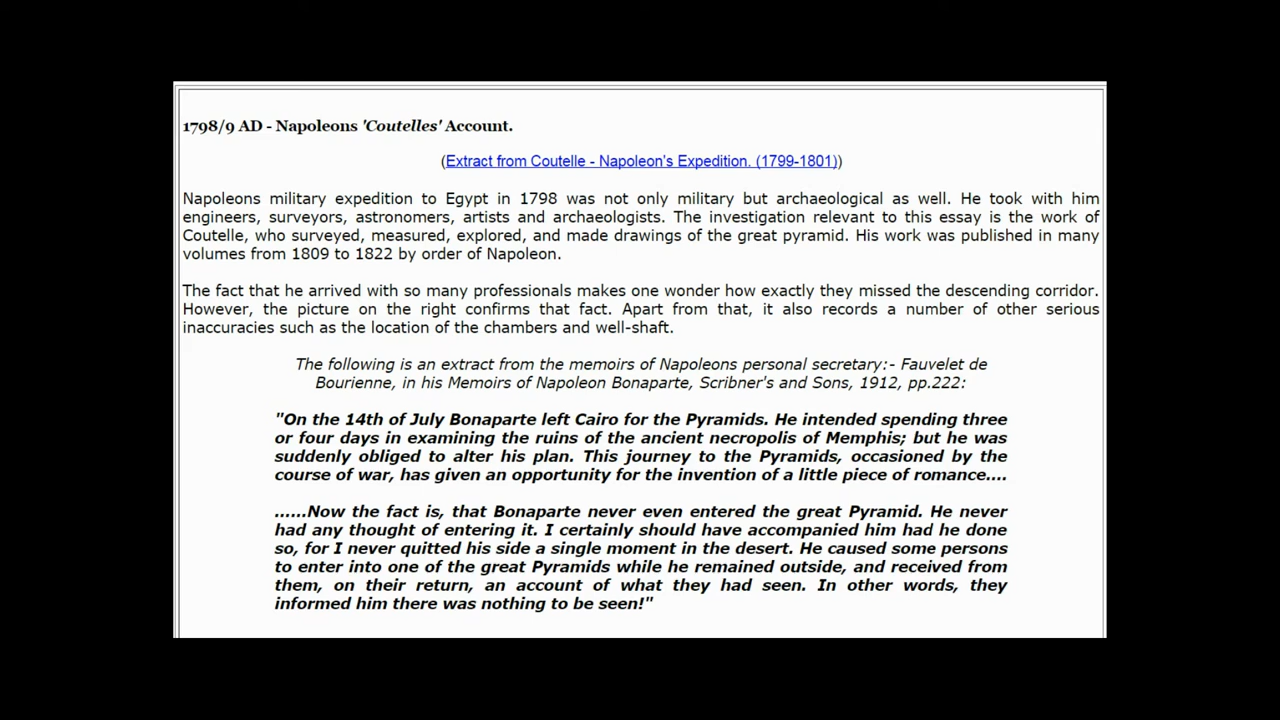 1798/9 AD - Napoleons 'Coutelles' Account.
(Extract from Coutelle - Napoleon's Expedition. (1799-1801))
Napoleons military expedition to Egypt in 1798 was not only military but archaeological as well. He took with him
engineers, surveyors, astronomers, artists and archaeologists. The investigation relevant to this essay is the work of
Coutelle, who surveyed, measured, explored, and made drawings of the great pyramid. His work was published in many
volumes from 1809 to 1822 by order of Napoleon.
The fact that he arrived with so many professionals makes one wonder how exactly they missed the descending corridor.
However, the picture on the right confirms that fact. Apart from that, it also records a number of other serious
inaccuracies such as the location of the chambers and well-shaft.
The following is an extract from the memoirs of Napoleons personal secretary:- Fauvelet de
Bourienne, in his Memoirs of Napoleon Bonaparte, Scribner's and Sons, 1912, pp.222:
"On the 14th of July Bonaparte left Cairo for the Pyramids. He intended spending three
or four days in examining the ruins of the ancient necropolis of Memphis; but he was
suddenly obliged to alter his plan. This journey to the Pyramids, occasioned by the
course of war, has given an opportunity for the invention of a little piece of romance....
......Now the fact is, that Bonaparte never even entered the great Pyramid. He never
had any thought of entering it. I certainly should have accompanied him had he done
so, for I never quitted his side a single moment in the desert. He caused some persons
to enter into one of the great Pyramids while he remained outside, and received from
them, on their return, an account of what they had seen. In other words, they
informed him there was nothing to be seen!"